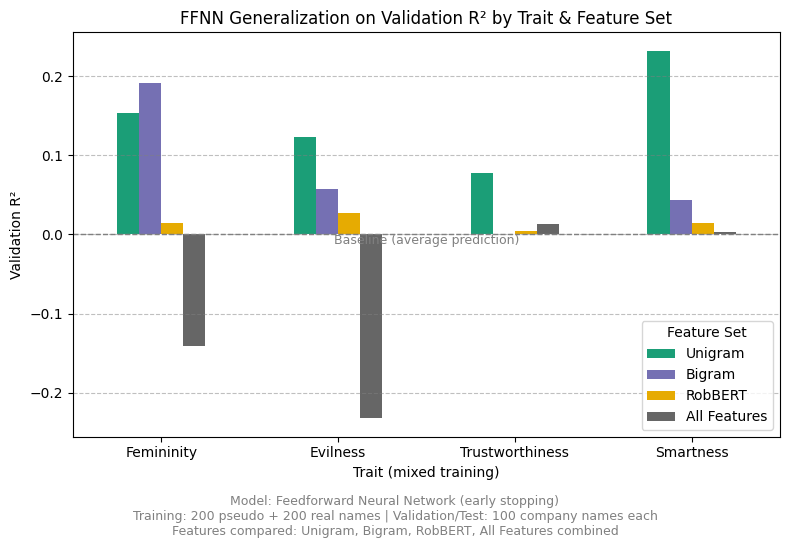 FFNN Generalization on Validation R² by Trait & Feature Set
Validation R²
0.2
0.1
0.0
−0.1
−0.2
Baseline (average prediction)
Feature Set
Unigram
Bigram
RobBERT
All Features
Femininity
Evilness
Trustworthiness
Smartness
Trait (mixed training)
Model: Feedforward Neural Network (early stopping)
Training: 200 pseudo + 200 real names | Validation/Test: 100 company names each
Features compared: Unigram, Bigram, RobBERT, All Features combined